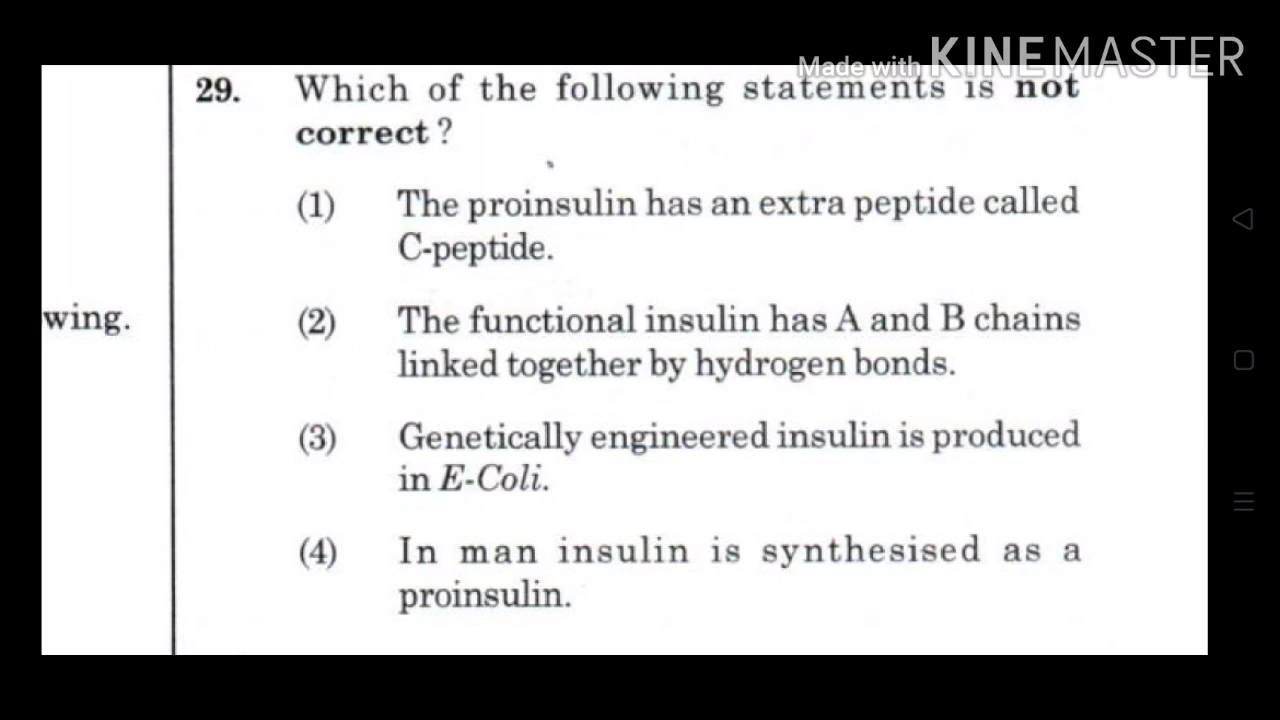 Made with KINEMASTER
29. Which of the following statements is not
correct ?
(1) The proinsulin has an extra peptide called
C-peptide.
wing.
(2) The functional insulin has A and B chains
linked together by hydrogen bonds.
(3) Genetically engineered insulin is produced
in E-Coli.
(4) In man insulin is synthesised as a
proinsulin.